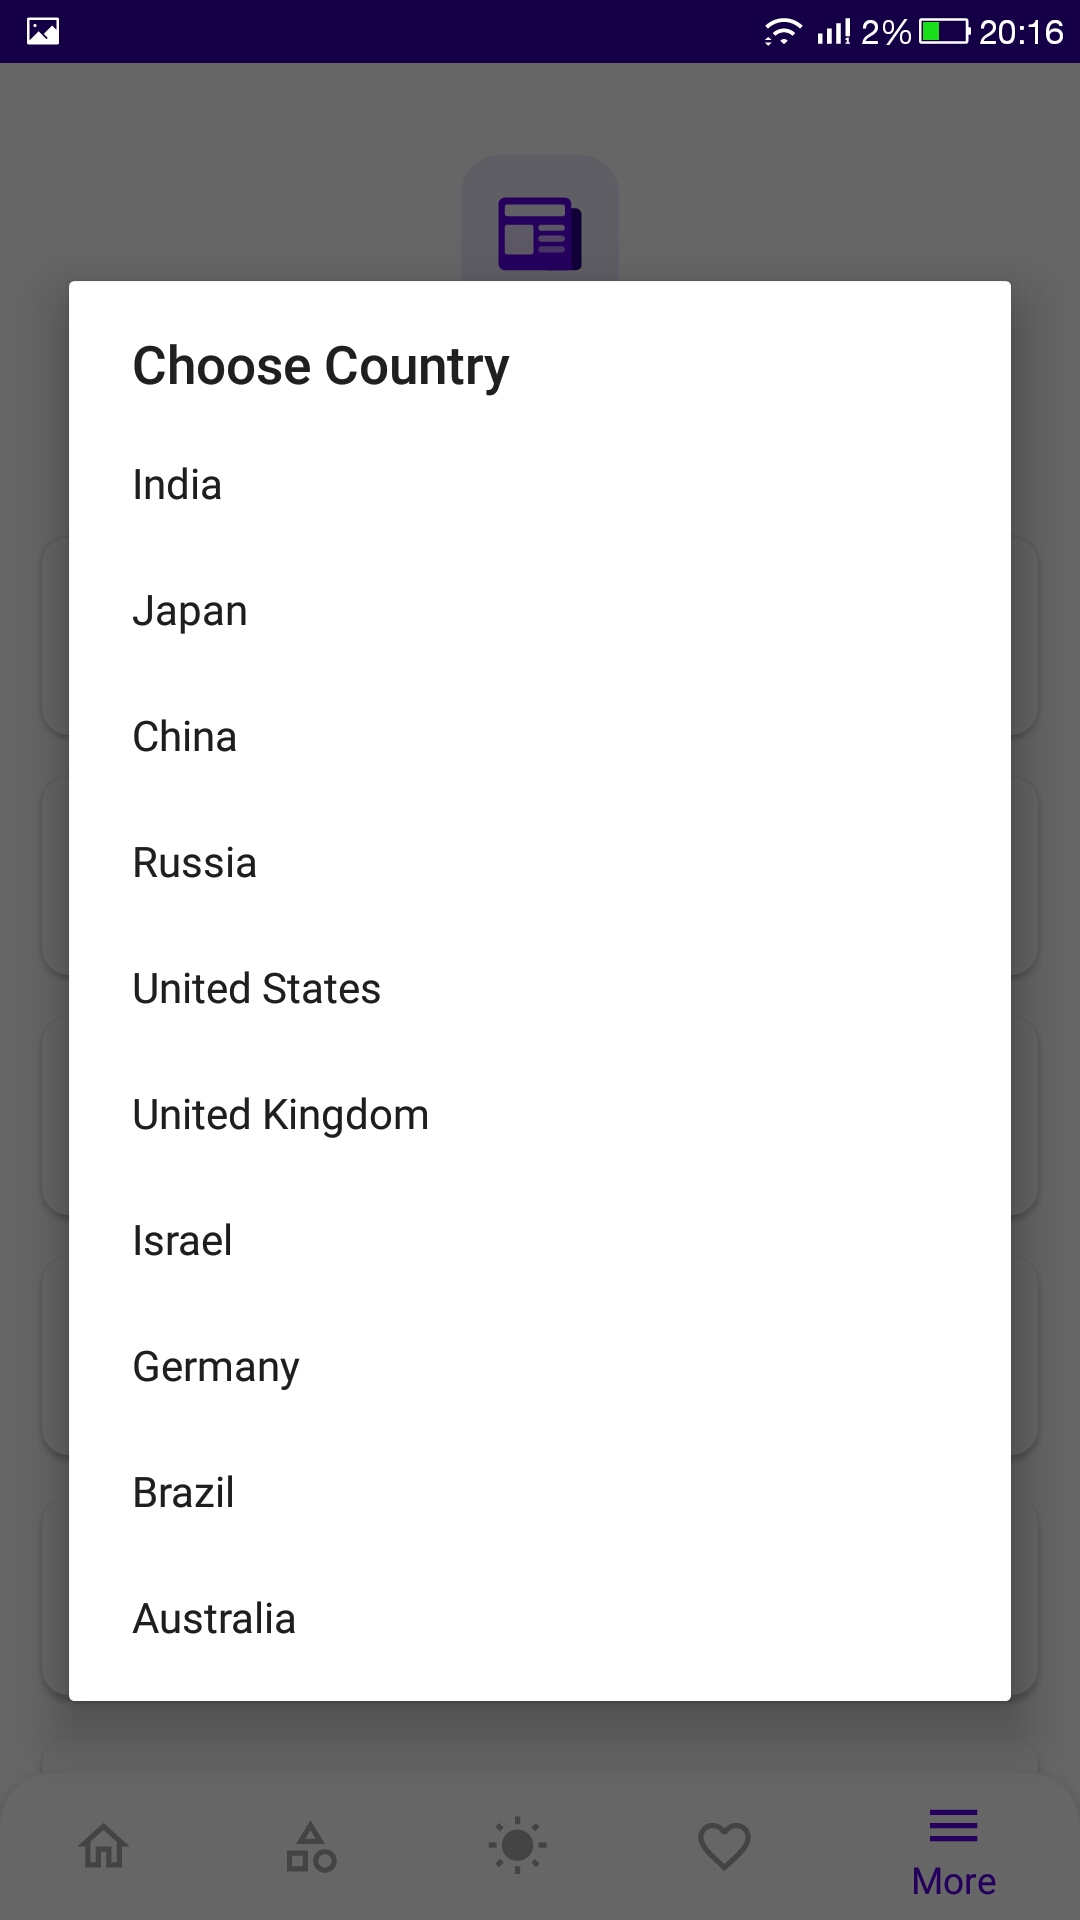 2% 20:16
Choose Country
India
Japan
China
Russia
United States
United Kingdom
Israel
Germany
Brazil
Australia
More